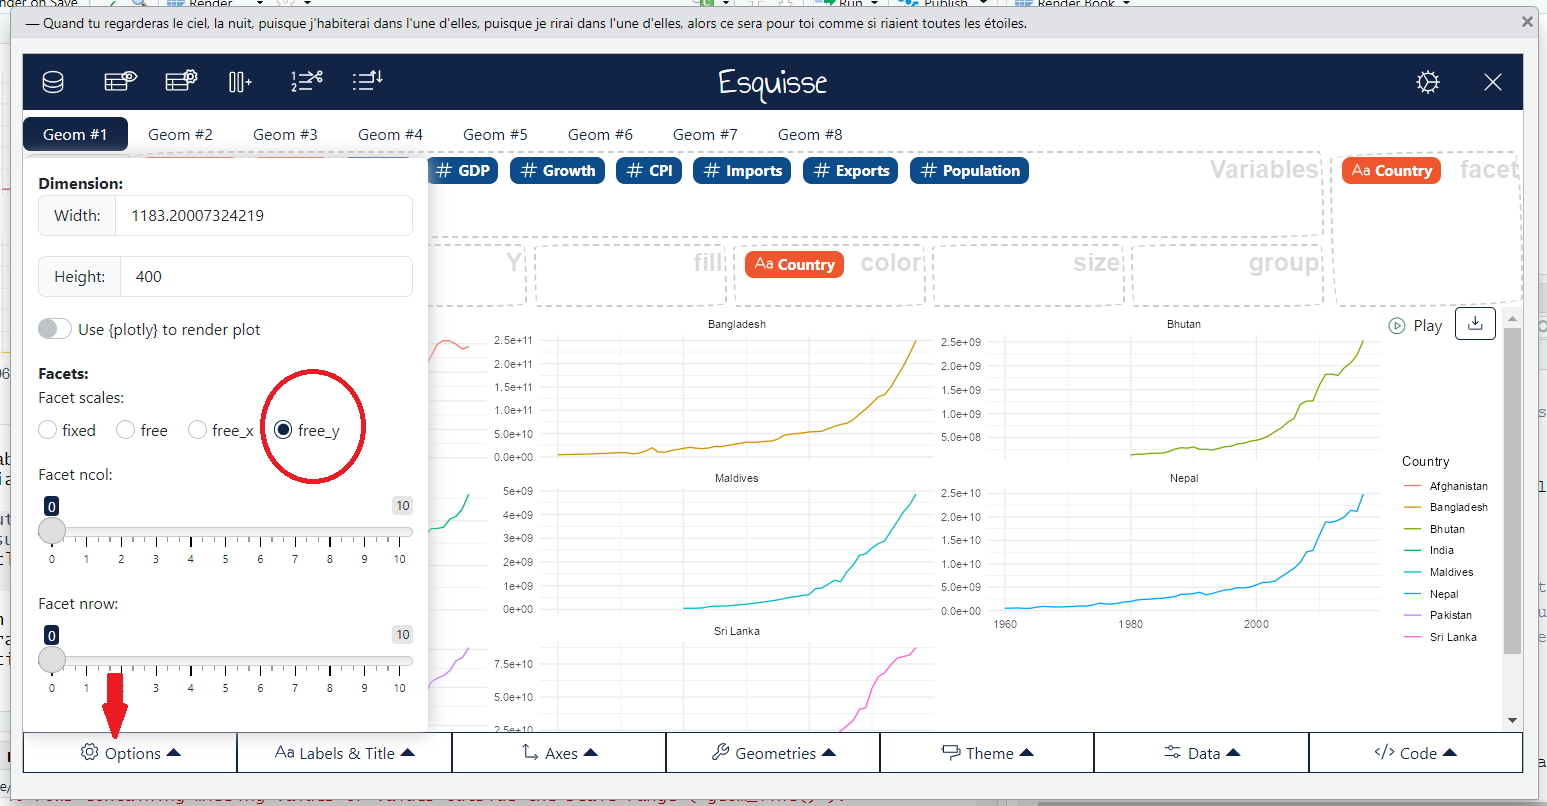 Render
Run
Publish
Render Book
— Quand tu regarderas le ciel, la nuit, puisque j'habiterai dans l'une d'elles, puisque je rirai dans l'une d'elles, alors ce sera pour toi comme si riaient toutes les étoiles.
Esquisse
Geom #1 Geom #2 Geom #3 Geom #4 Geom #5 Geom #6 Geom #7 Geom #8
# GDP # Growth # CPI # Imports # Exports # Population Variables
Aa Country facet
Y fill Aa Country color size group
Dimension:
Width: 1183.20007324219
Height: 400
Use {plotly} to render plot
Facets:
Facet scales:
fixed free free_x free_y
Facet ncol:
0 10
0 1 2 3 4 5 6 7 8 9 10
Facet nrow:
0 10
0 1 2 3 4 5 6 7 8 9 10
Play
Bangladesh
2.5e+11
2.0e+11
1.5e+11
1.0e+11
5.0e+10
0.0e+00
Bhutan
2.5e+09
2.0e+09
1.5e+09
1.0e+09
5.0e+08
Maldives
5e+09
4e+09
3e+09
2e+09
1e+09
0e+00
Nepal
2.5e+10
2.0e+10
1.5e+10
1.0e+10
5.0e+09
0.0e+00
1960 1980 2000
Sri Lanka
7.5e+10
5.0e+10
2.5e+10
Country
Afghanistan
Bangladesh
Bhutan
India
Maldives
Nepal
Pakistan
Sri Lanka
Options Aa Labels & Title Axes Geometries Theme Data </> Code